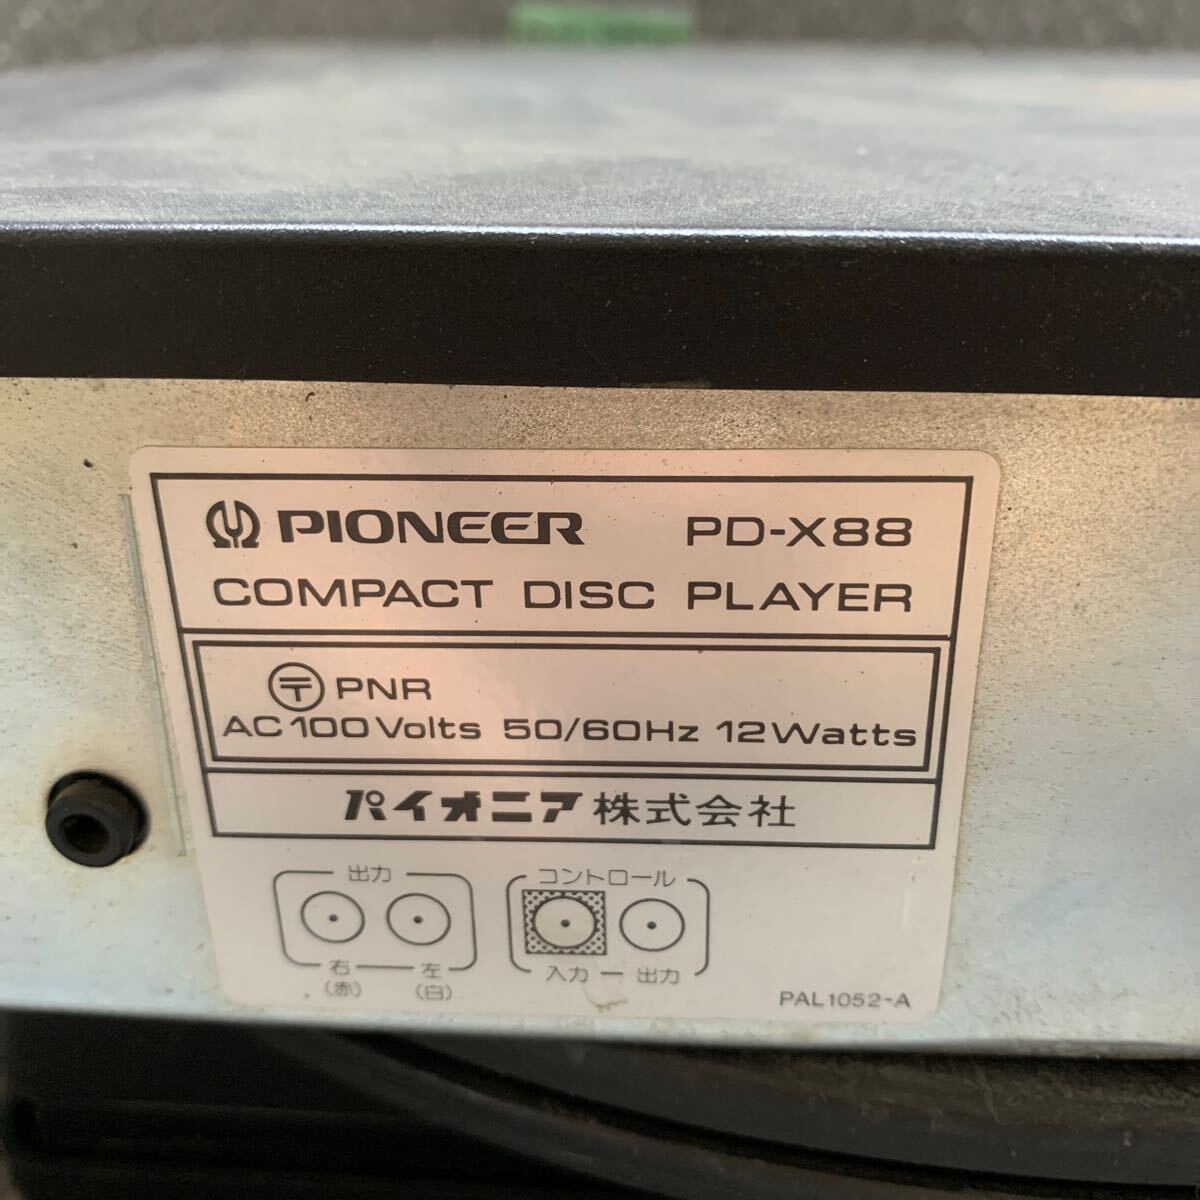 PIONEER PD-X88
COMPACT DISC PLAYER
〒 PNR
AC 100 Volts 50/60Hz 12 Watts
パイオニア株式会社
出力 コントロール
右 左 入力 出力
(赤) (白)
PAL1052-A